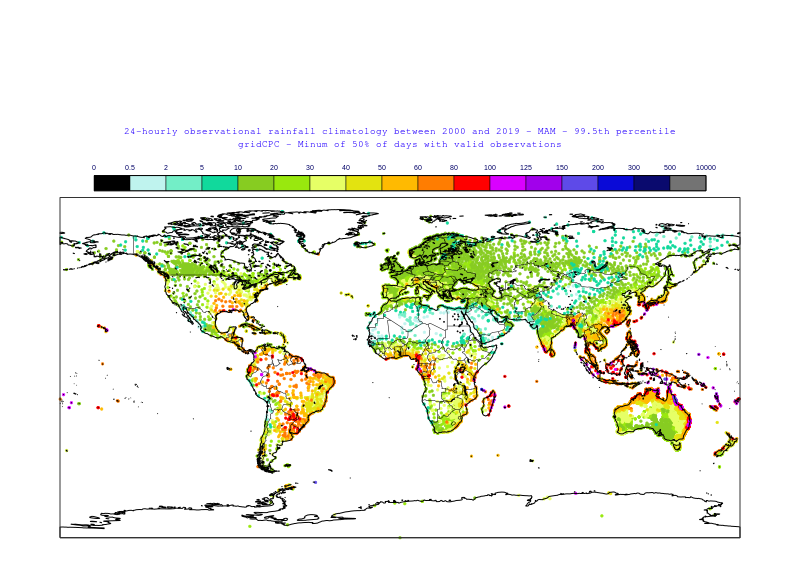 24-hourly observational rainfall climatology between 2000 and 2019 - MAM - 99.5th percentile
gridCPC - Minum of 50% of days with valid observations
0 0.5 2 5 10 20 30 40 60 80 100 125 150 200 300 500 10000